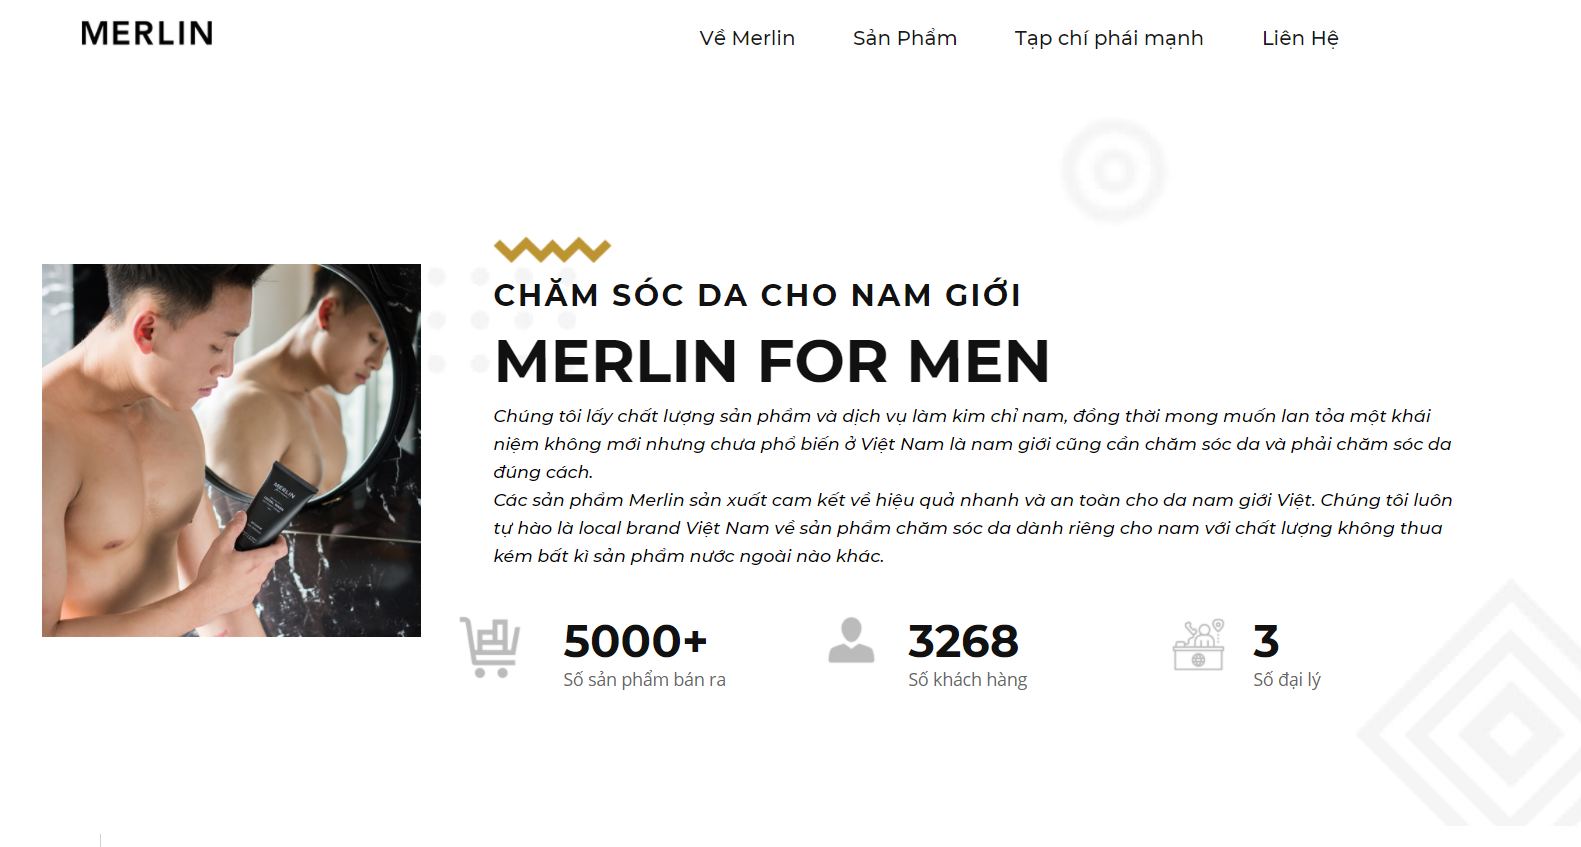 MERLIN
Về Merlin
Sản Phẩm
Tạp chí phái mạnh
Liên Hệ
CHĂM SÓC DA CHO NAM GIỚI
MERLIN FOR MEN
Chúng tôi lấy chất lượng sản phẩm và dịch vụ làm kim chỉ nam, đồng thời mong muốn lan tỏa một khái
niệm không mới nhưng chưa phổ biến ở Việt Nam là nam giới cũng cần chăm sóc da và phải chăm sóc da
đúng cách.
Các sản phẩm Merlin sản xuất cam kết về hiệu quả nhanh và an toàn cho da nam giới Việt. Chúng tôi luôn
tự hào là local brand Việt Nam về sản phẩm chăm sóc da dành riêng cho nam với chất lượng không thua
kém bất kì sản phẩm nước ngoài nào khác.
MERLIN
5000+
Số sản phẩm bán ra
3268
Số khách hàng
3
Số đại lý